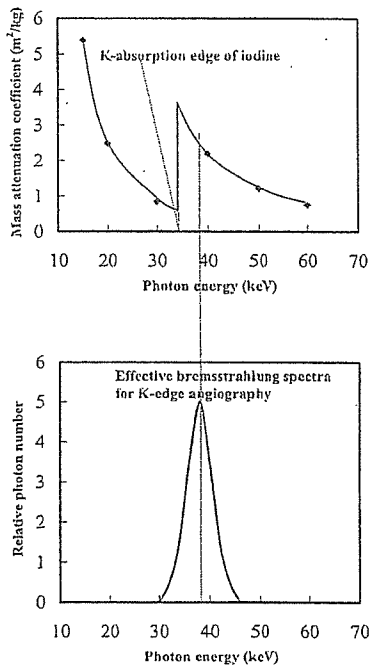 Mass attenuation coefficient (m²/kg)
6
5
4
3
2
1
0
K-absorption edge of iodine
10 20 30 40 50 60 70
Photon energy (keV)
Relative photon number
6
5
4
3
2
1
0
Effective bremsstrahlung spectra
for K-edge angiography
10 20 30 40 50 60 70
Photon energy (keV)